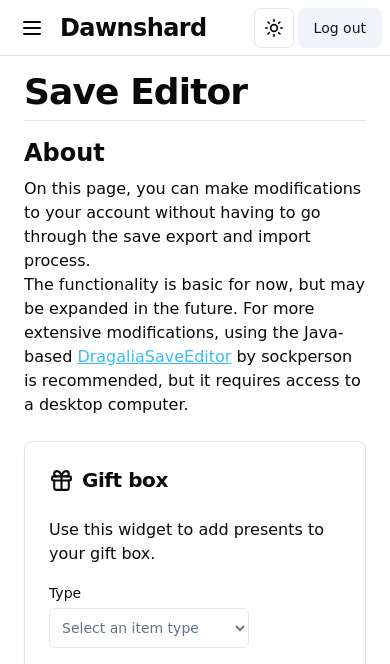 Dawnshard
Log out
Save Editor
About
On this page, you can make modifications
to your account without having to go
through the save export and import
process.
The functionality is basic for now, but may
be expanded in the future. For more
extensive modifications, using the Java-
based DragaliaSaveEditor by sockperson
is recommended, but it requires access to
a desktop computer.
Gift box
Use this widget to add presents to
your gift box.
Type
Select an item type